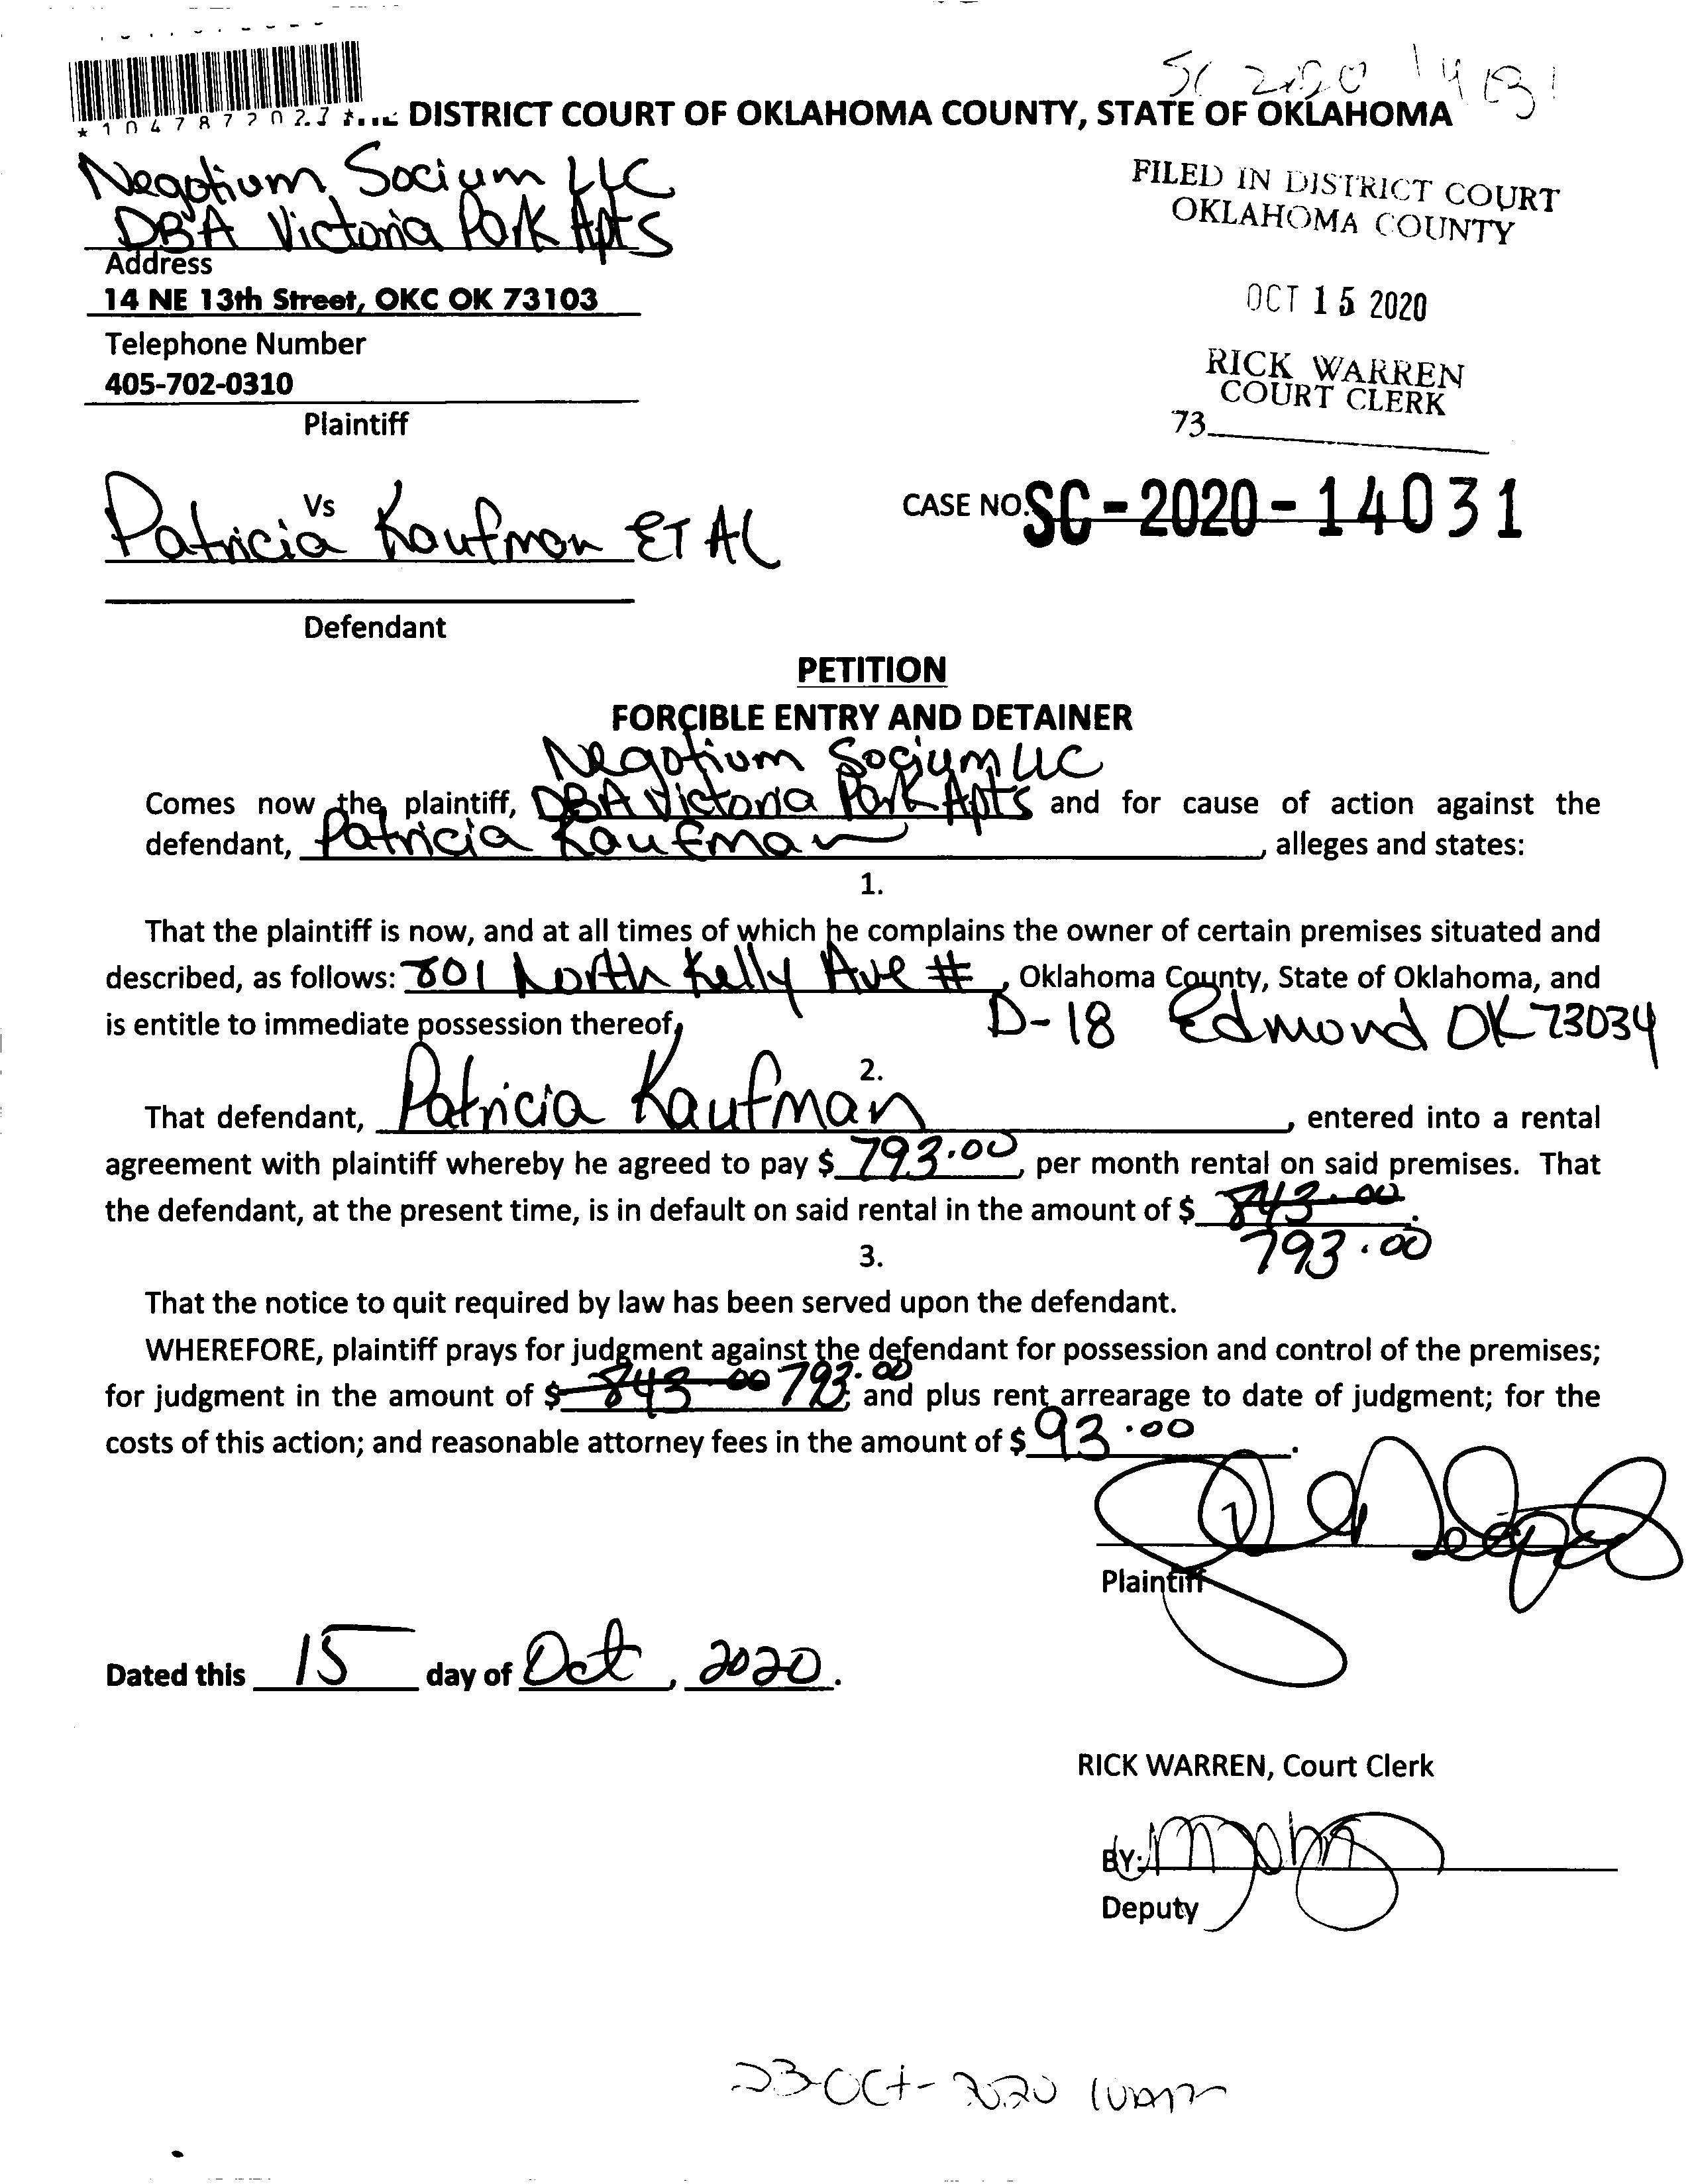 SC 2020 14031
*1047877027*
DISTRICT COURT OF OKLAHOMA COUNTY, STATE OF OKLAHOMA
Negotium Socium LLC
DBA Victoria Park Apts
Address
14 NE 13th Street, OKC OK 73103
Telephone Number
405-702-0310
Plaintiff
FILED IN DISTRICT COURT
OKLAHOMA COUNTY
OCT 15 2020
RICK WARREN
COURT CLERK
73
Vs
Patricia Kaufman ET AL
CASE NO. SC-2020-14031
Defendant
PETITION
FORCIBLE ENTRY AND DETAINER
Negotium Socium LLC
Comes now the plaintiff, DBA Victoria Park Apts and for cause of action against the
defendant, Patricia Kaufman, alleges and states:
1.
That the plaintiff is now, and at all times of which he complains the owner of certain premises situated and
described, as follows: 801 North Kelly Ave #, Oklahoma County, State of Oklahoma, and
is entitle to immediate possession thereof, D-18 Edmond OK 73034
2.
That defendant, Patricia Kaufman, entered into a rental
agreement with plaintiff whereby he agreed to pay $ 793.00, per month rental on said premises. That
the defendant, at the present time, is in default on said rental in the amount of $ 843.00.
793.00
3.
That the notice to quit required by law has been served upon the defendant.
WHEREFORE, plaintiff prays for judgment against the defendant for possession and control of the premises;
for judgment in the amount of $ 843.00 793.00; and plus rent arrearage to date of judgment; for the
costs of this action; and reasonable attorney fees in the amount of $ 93.00.
Plaintiff
Dated this 15 day of Oct, 2020.
RICK WARREN, Court Clerk
BY:
Deputy
23-Oct-2020